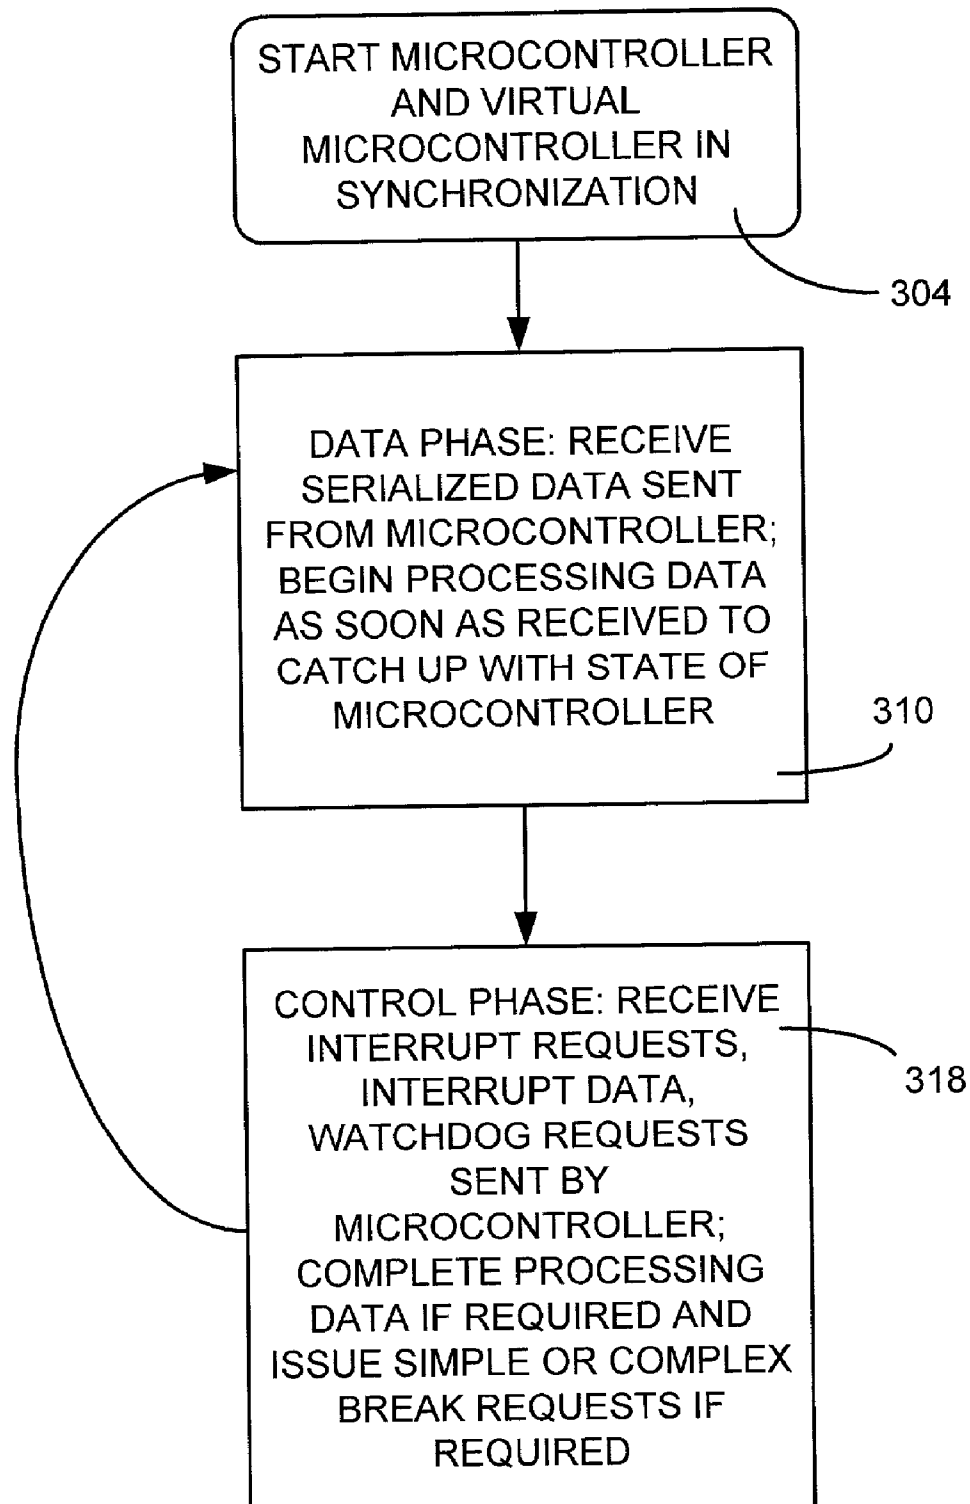 START MICROCONTROLLER
AND VIRTUAL
MICROCONTROLLER IN
SYNCHRONIZATION
304
DATA PHASE: RECEIVE
SERIALIZED DATA SENT
FROM MICROCONTROLLER;
BEGIN PROCESSING DATA
AS SOON AS RECEIVED TO
CATCH UP WITH STATE OF
MICROCONTROLLER
310
CONTROL PHASE: RECEIVE
INTERRUPT REQUESTS,
INTERRUPT DATA,
WATCHDOG REQUESTS
SENT BY
MICROCONTROLLER;
COMPLETE PROCESSING
DATA IF REQUIRED AND
ISSUE SIMPLE OR COMPLEX
BREAK REQUESTS IF
REQUIRED
318